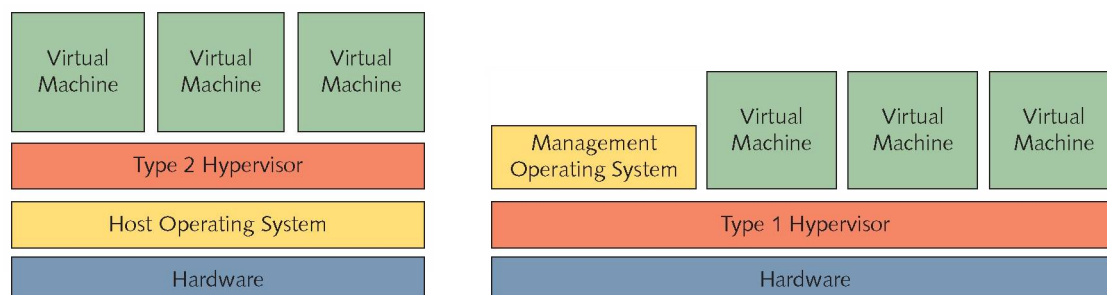 Virtual
Machine
Virtual
Machine
Virtual
Machine
Type 2 Hypervisor
Host Operating System
Hardware
Management
Operating System
Virtual
Machine
Virtual
Machine
Virtual
Machine
Type 1 Hypervisor
Hardware